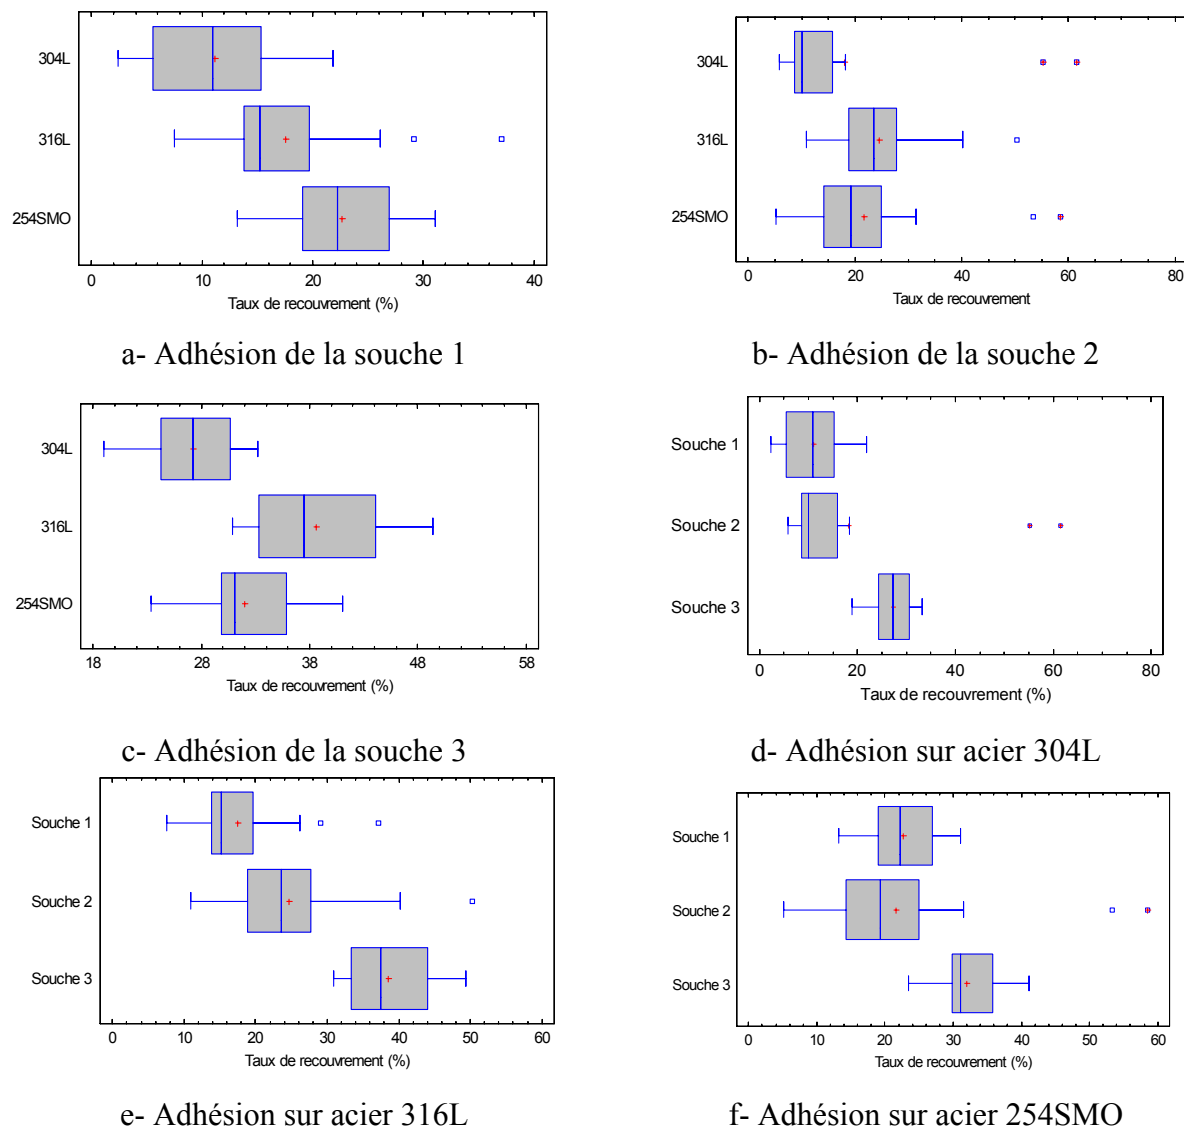 304L
316L
254SMO
0 10 20 30 40
Taux de recouvrement (%)
a- Adhésion de la souche 1
304L
316L
254SMO
0 20 40 60 80
Taux de recouvrement
b- Adhésion de la souche 2
304L
316L
254SMO
18 28 38 48 58
Taux de recouvrement (%)
c- Adhésion de la souche 3
Souche 1
Souche 2
Souche 3
0 20 40 60 80
Taux de recouvrement (%)
d- Adhésion sur acier 304L
Souche 1
Souche 2
Souche 3
0 10 20 30 40 50 60
Taux de recouvrement (%)
e- Adhésion sur acier 316L
Souche 1
Souche 2
Souche 3
0 10 20 30 40 50 60
Taux de recouvrement (%)
f- Adhésion sur acier 254SMO